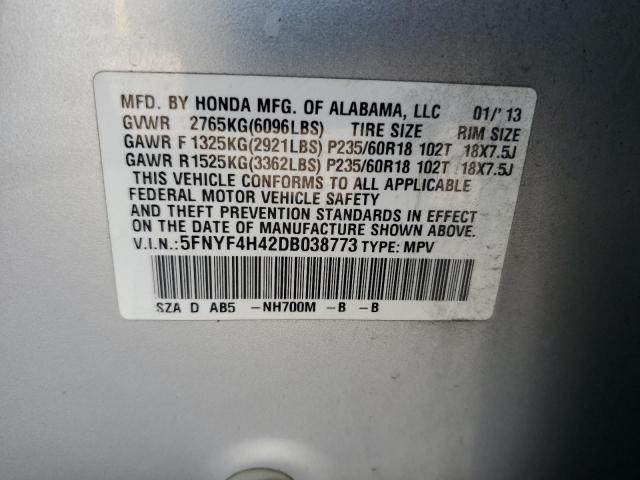 MFD. BY HONDA MFG. OF ALABAMA, LLC 01/'13
GVWR 2765KG(6096LBS) TIRE SIZE RIM SIZE
GAWR F 1325KG(2921LBS) P235/60R18 102T 18X7.5J
GAWR R 1525KG(3362LBS) P235/60R18 102T 18X7.5J
THIS VEHICLE CONFORMS TO ALL APPLICABLE
FEDERAL MOTOR VEHICLE SAFETY
AND THEFT PREVENTION STANDARDS IN EFFECT
ON THE DATE OF MANUFACTURE SHOWN ABOVE.
V.I.N.:5FNYF4H42DB038773 TYPE: MPV
SZA D AB5 -NH700M -B -B